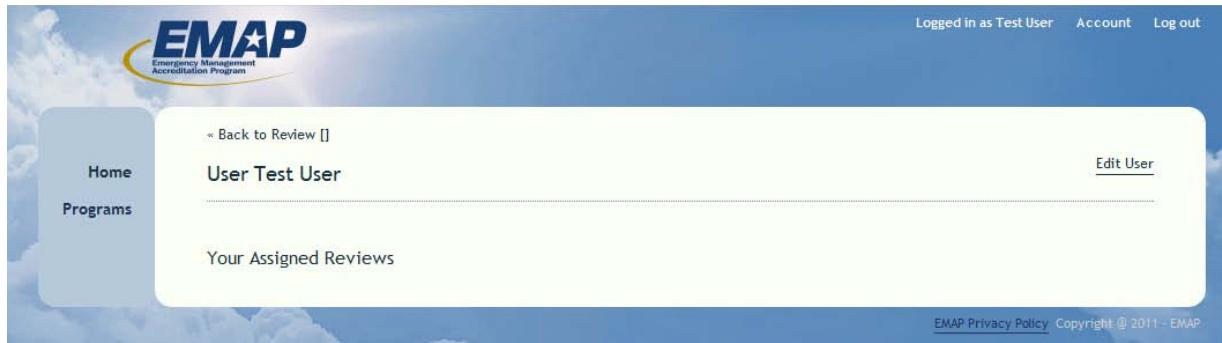 Logged in as Test User Account Log out
EMAP
Emergency Management
Accreditation Program
« Back to Review []
User Test User
Edit User
Home
Programs
Your Assigned Reviews
EMAP Privacy Policy Copyright @ 2011 - EMAP